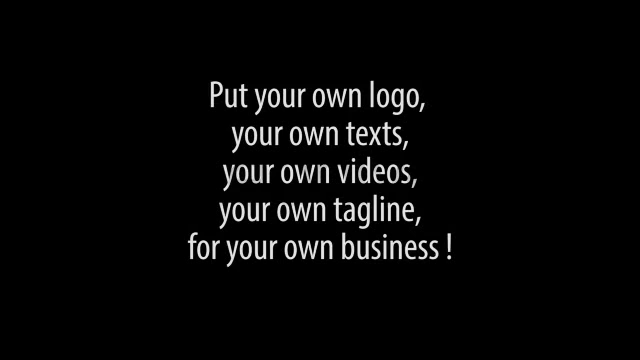 Put your own logo,
your own texts,
your own videos,
your own tagline,
for your own business !